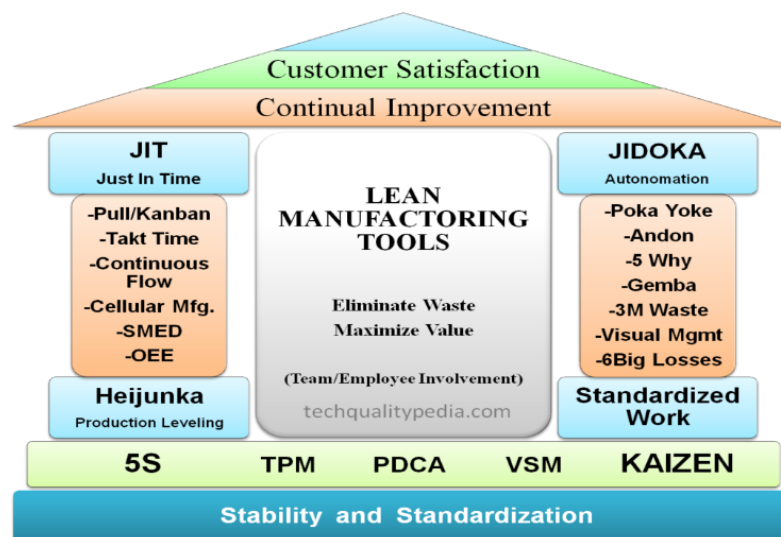 Customer Satisfaction
Continual Improvement
JIT
Just In Time
-Pull/Kanban
-Takt Time
-Continuous
Flow
-Cellular Mfg.
-SMED
-OEE
Heijunka
Production Leveling
LEAN
MANUFACTORING
TOOLS
Eliminate Waste
Maximize Value
(Team/Employee Involvement)
techqualitypedia.com
JIDOKA
Autonomation
-Poka Yoke
-Andon
-5 Why
-Gemba
-3M Waste
-Visual Mgmt
-6Big Losses
Standardized
Work
5S TPM PDCA VSM KAIZEN
Stability and Standardization